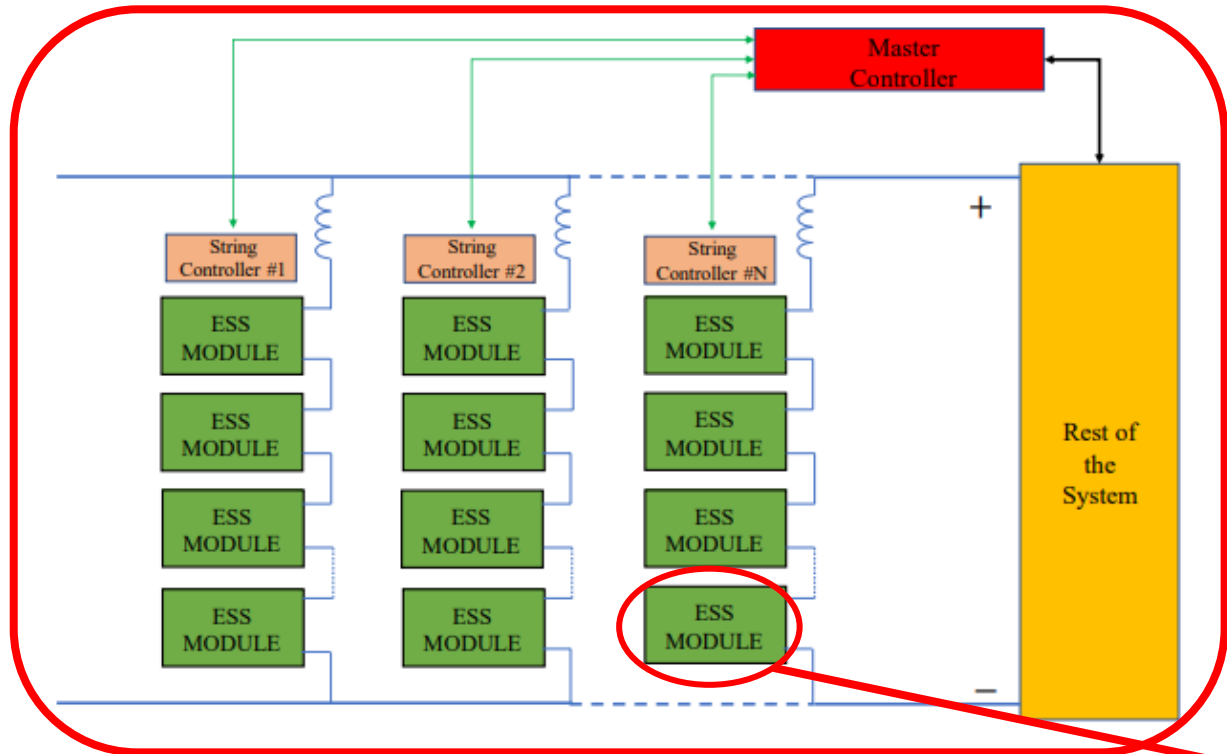 Master
Controller
+
String
Controller #1
String
Controller #2
String
Controller #N
ESS
MODULE
ESS
MODULE
ESS
MODULE
ESS
MODULE
ESS
MODULE
ESS
MODULE
ESS
MODULE
ESS
MODULE
ESS
MODULE
ESS
MODULE
ESS
MODULE
ESS
MODULE
Rest of
the
System
−